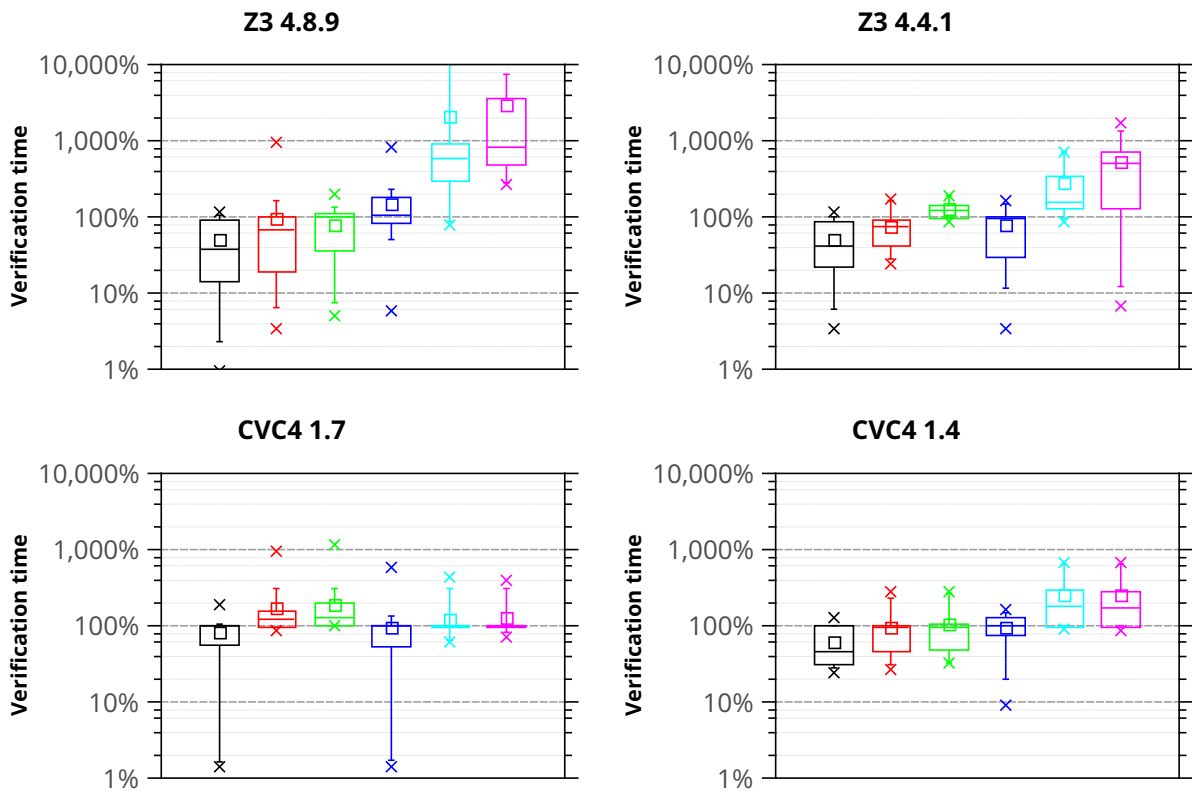 Z3 4.8.9
Z3 4.4.1
Verification time
10,000%
1,000%
100%
10%
1%
Verification time
10,000%
1,000%
100%
10%
1%
CVC4 1.7
CVC4 1.4
Verification time
10,000%
1,000%
100%
10%
1%
Verification time
10,000%
1,000%
100%
10%
1%